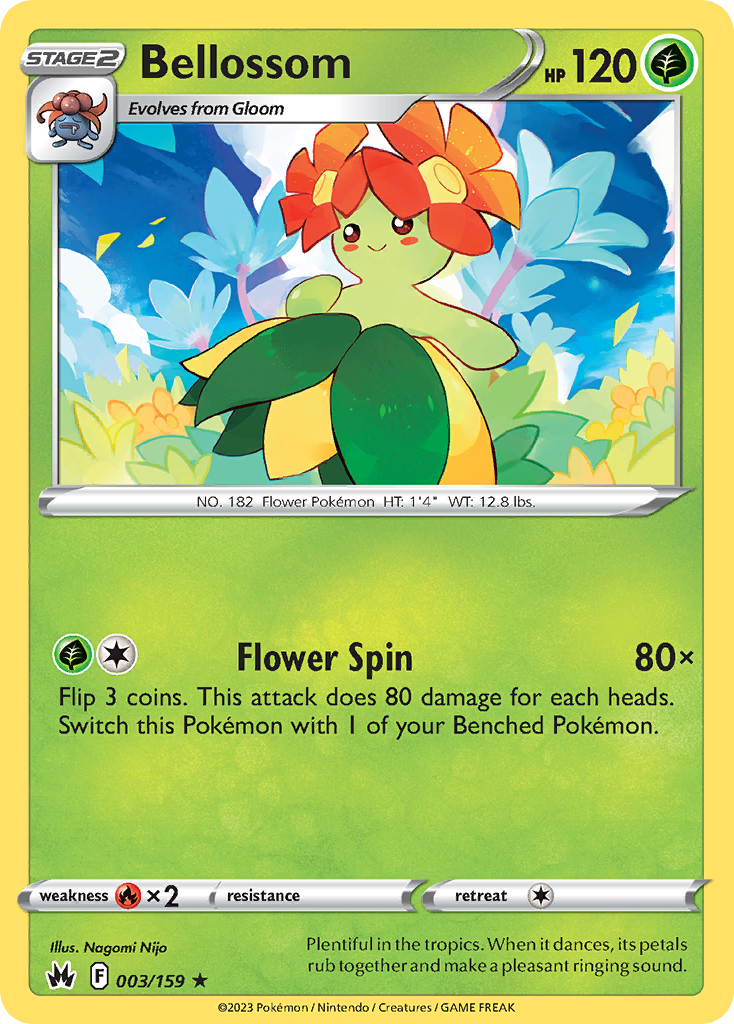 STAGE2 Bellossom HP 120
Evolves from Gloom
NO. 182 Flower Pokémon HT: 1'4" WT: 12.8 lbs.
Flower Spin 80×
Flip 3 coins. This attack does 80 damage for each heads.
Switch this Pokémon with 1 of your Benched Pokémon.
weakness ×2 resistance retreat
Illus. Nagomi Nijo
Plentiful in the tropics. When it dances, its petals
rub together and make a pleasant ringing sound.
F 003/159 ★
©2023 Pokémon / Nintendo / Creatures / GAME FREAK